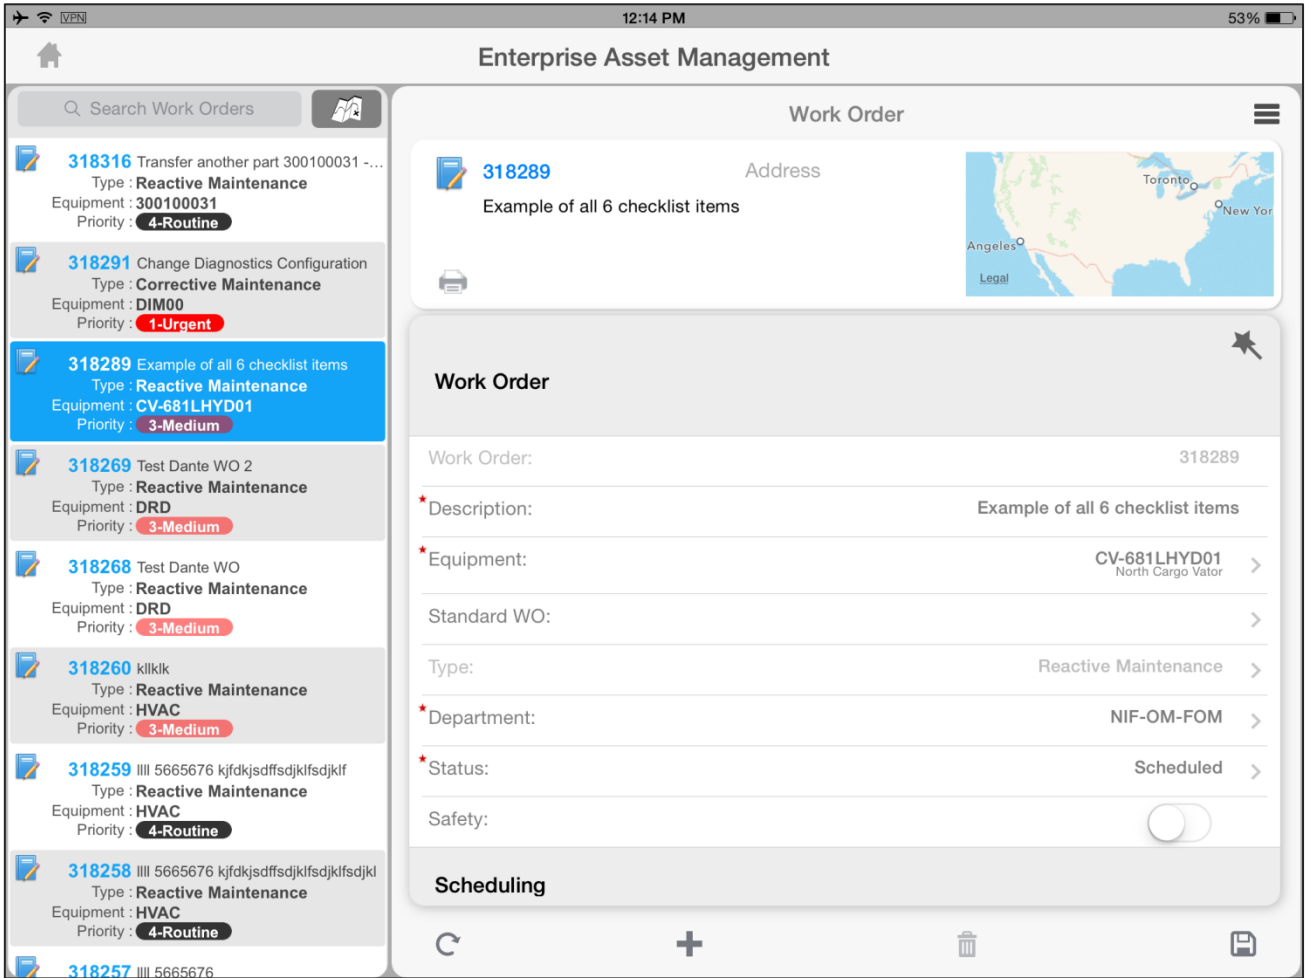 VPN 12:14 PM 53%
Enterprise Asset Management
Search Work Orders
318316 Transfer another part 300100031 -...
Type : Reactive Maintenance
Equipment : 300100031
Priority : 4-Routine
318291 Change Diagnostics Configuration
Type : Corrective Maintenance
Equipment : DIM00
Priority : 1-Urgent
318289 Example of all 6 checklist items
Type : Reactive Maintenance
Equipment : CV-681LHYD01
Priority : 3-Medium
318269 Test Dante WO 2
Type : Reactive Maintenance
Equipment : DRD
Priority : 3-Medium
318268 Test Dante WO
Type : Reactive Maintenance
Equipment : DRD
Priority : 3-Medium
318260 kllklk
Type : Reactive Maintenance
Equipment : HVAC
Priority : 3-Medium
318259 llll 5665676 kjfdkjsdffsdjklfsdjklf
Type : Reactive Maintenance
Equipment : HVAC
Priority : 4-Routine
318258 llll 5665676 kjfdkjsdffsdjklfsdjklfsdjkl
Type : Reactive Maintenance
Equipment : HVAC
Priority : 4-Routine
318257 llll 5665676
Work Order
318289 Address
Example of all 6 checklist items
Toronto
New Yor
Angeles
Legal
Work Order
Work Order: 318289
*Description: Example of all 6 checklist items
*Equipment: CV-681LHYD01
North Cargo Vator
Standard WO:
Type: Reactive Maintenance
*Department: NIF-OM-FOM
*Status: Scheduled
Safety:
Scheduling